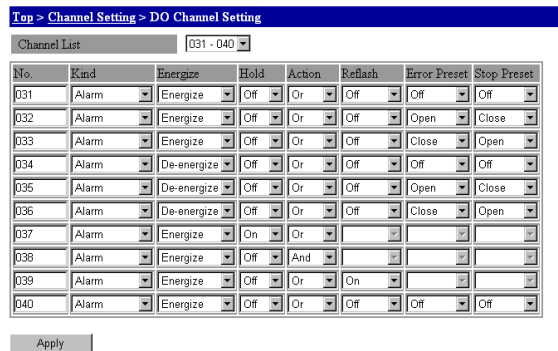 Top > Channel Setting > DO Channel Setting
Channel List 031 - 040
No. Kind Energize Hold Action Reflash Error Preset Stop Preset
031 Alarm Energize Off Or Off Off Off
032 Alarm Energize Off Or Off Open Close
033 Alarm Energize Off Or Off Close Open
034 Alarm De-energize Off Or Off Off Off
035 Alarm De-energize Off Or Off Open Close
036 Alarm De-energize Off Or Off Close Open
037 Alarm Energize On Or
038 Alarm Energize Off And
039 Alarm Energize Off Or On
040 Alarm Energize Off Or Off Off Off
Apply